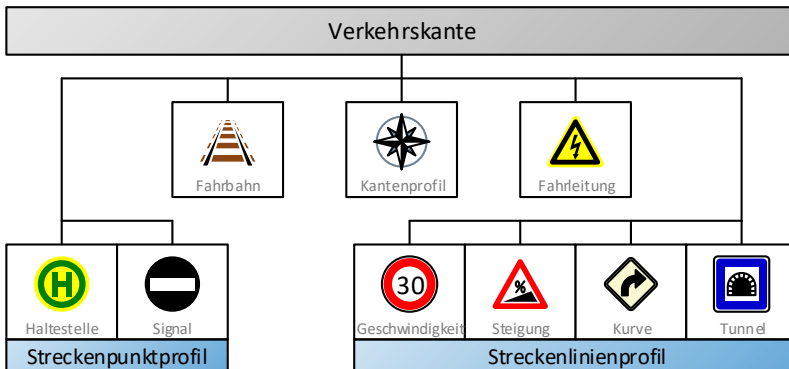 Verkehrskante
Fahrbahn
Kantenprofil
Fahrleitung
H
30
%
Haltestelle
Signal
Geschwindigkeit
Steigung
Kurve
Tunnel
Streckenpunktprofil
Streckenlinienprofil